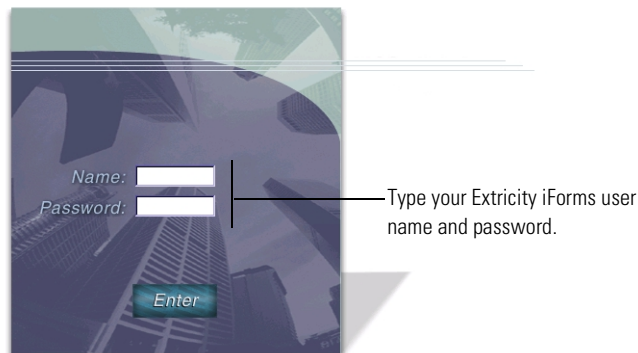 Name:
Password:
Enter
Type your Extricity iForms user
name and password.